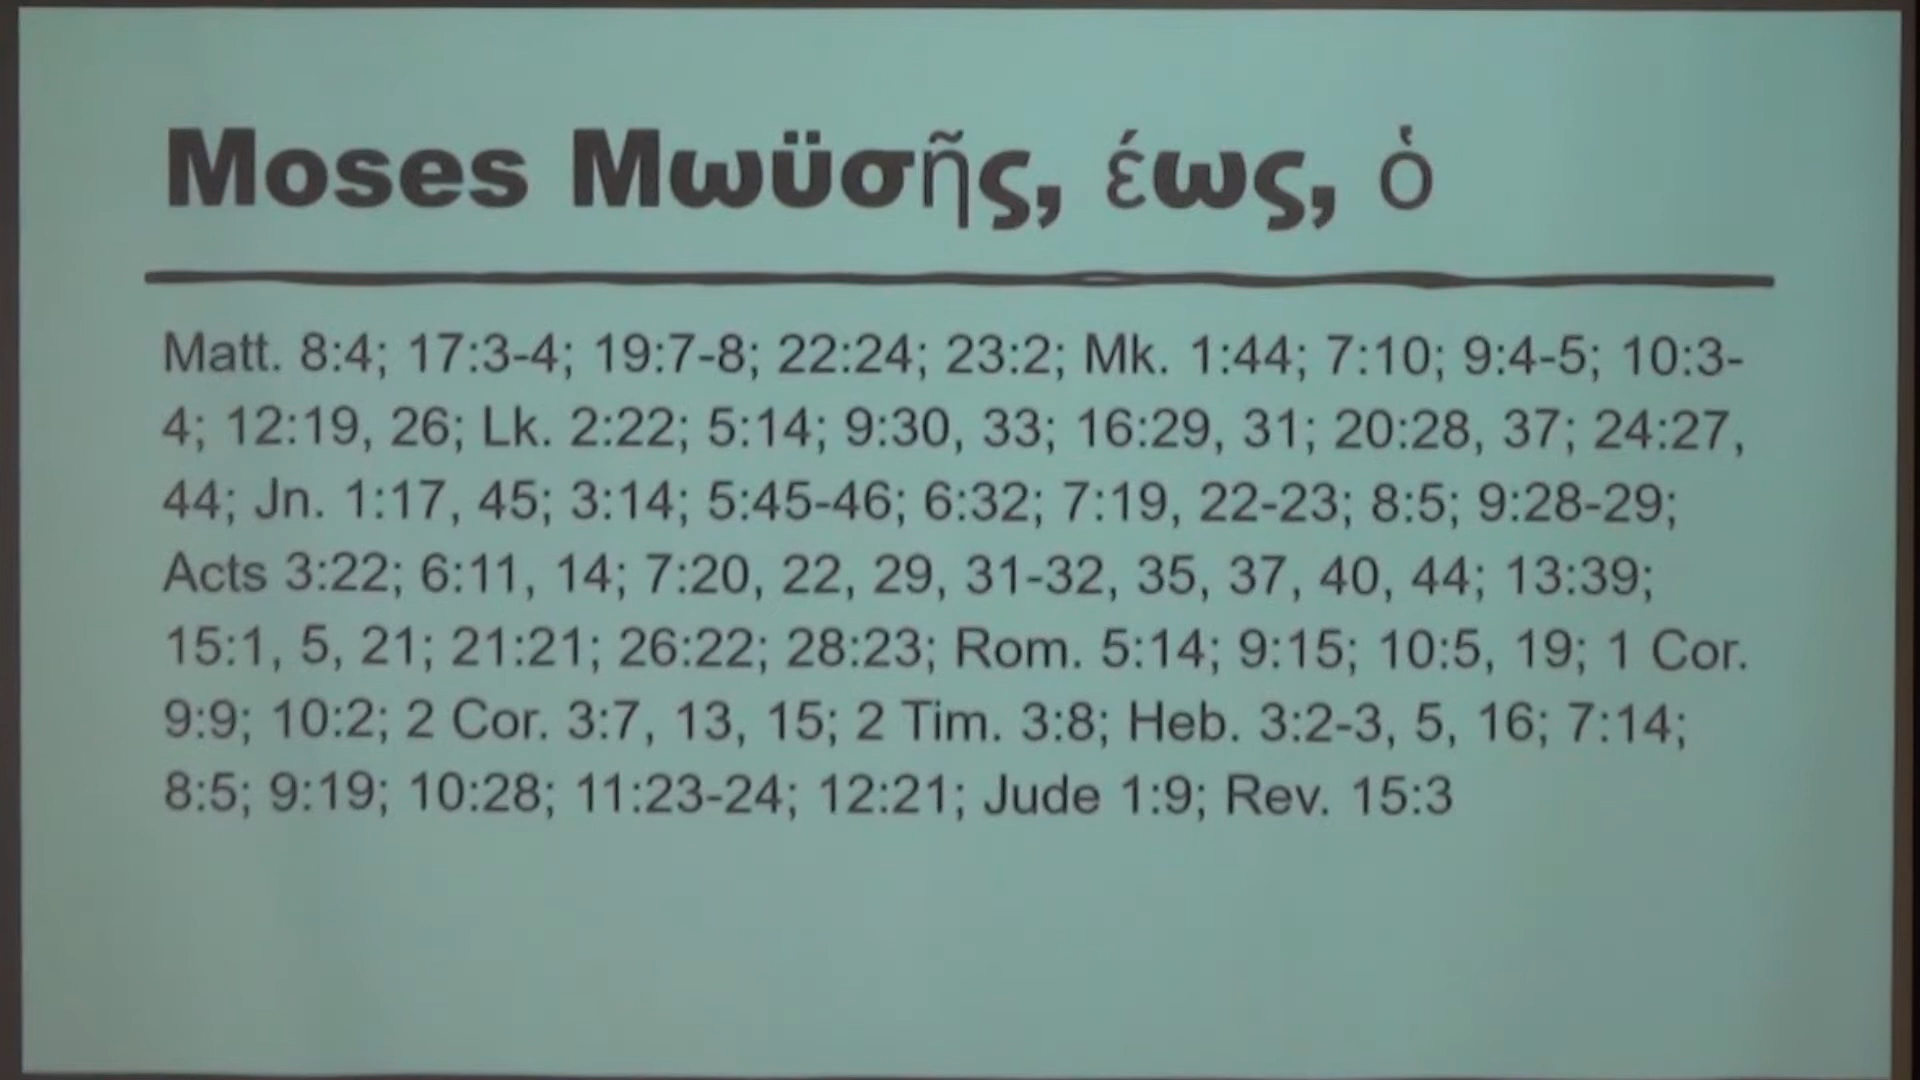 Moses Μωϋσῆς, έως, ὁ
Matt. 8:4; 17:3-4; 19:7-8; 22:24; 23:2; Mk. 1:44; 7:10; 9:4-5; 10:3-
4; 12:19, 26; Lk. 2:22; 5:14; 9:30, 33; 16:29, 31; 20:28, 37; 24:27,
44; Jn. 1:17, 45; 3:14; 5:45-46; 6:32; 7:19, 22-23; 8:5; 9:28-29;
Acts 3:22; 6:11, 14; 7:20, 22, 29, 31-32, 35, 37, 40, 44; 13:39;
15:1, 5, 21; 21:21; 26:22; 28:23; Rom. 5:14; 9:15; 10:5, 19; 1 Cor.
9:9; 10:2; 2 Cor. 3:7, 13, 15; 2 Tim. 3:8; Heb. 3:2-3, 5, 16; 7:14;
8:5; 9:19; 10:28; 11:23-24; 12:21; Jude 1:9; Rev. 15:3